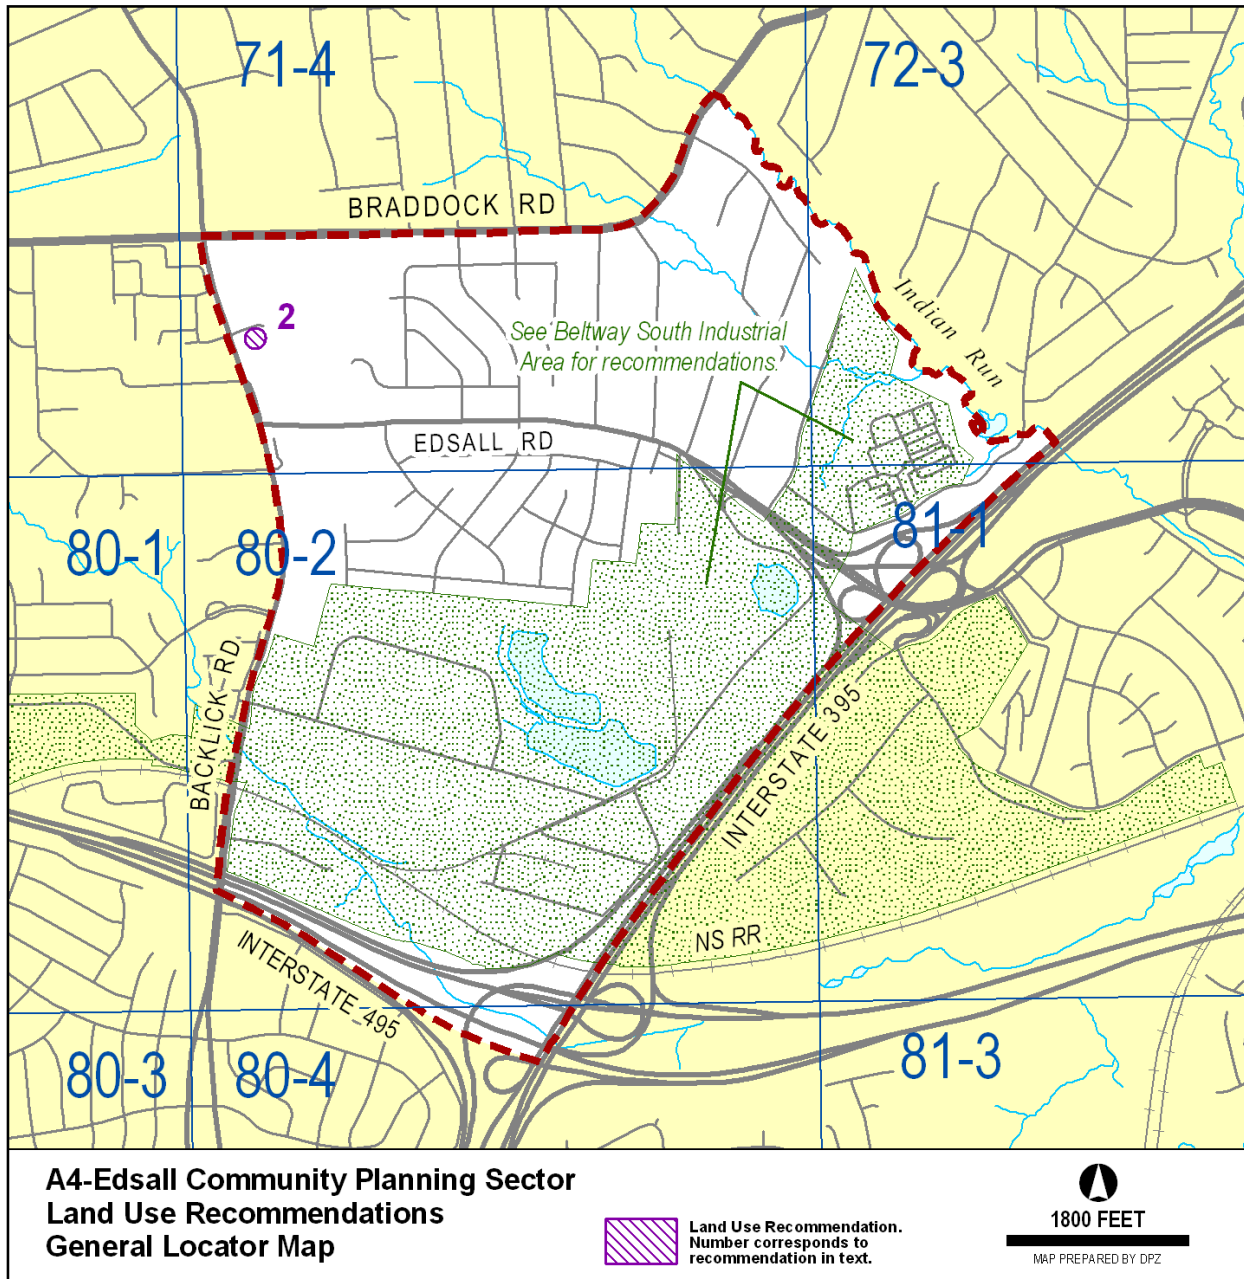 71-4
72-3
BRADDOCK RD
2
Indian Run
See Beltway South Industrial
Area for recommendations.
EDSALL RD
80-1
80-2
81-1
BACKLICK RD
INTERSTATE 395
NS RR
INTERSTATE 495
80-3
80-4
81-3
A4-Edsall Community Planning Sector
Land Use Recommendations
General Locator Map
Land Use Recommendation.
Number corresponds to
recommendation in text.
1800 FEET
MAP PREPARED BY DPZ